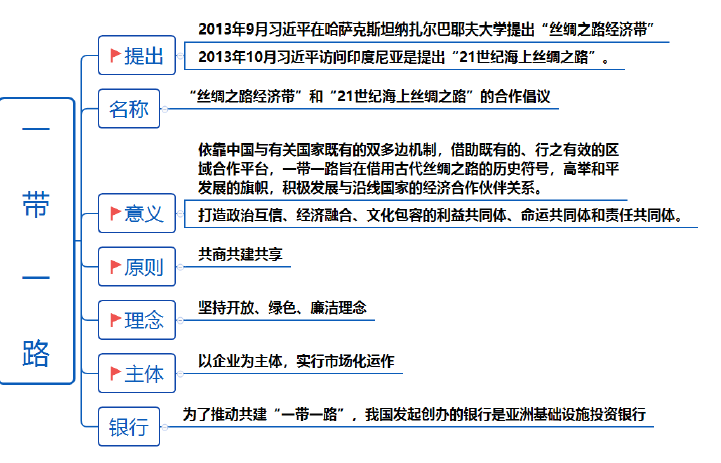 一带一路
提出
2013年9月习近平在哈萨克斯坦纳扎尔巴耶夫大学提出“丝绸之路经济带”
2013年10月习近平访问印度尼亚是提出“21世纪海上丝绸之路”。
名称
“丝绸之路经济带”和“21世纪海上丝绸之路”的合作倡议
意义
依靠中国与有关国家既有的双多边机制，借助既有的、行之有效的区
域合作平台，一带一路旨在借用古代丝绸之路的历史符号，高举和平
发展的旗帜，积极发展与沿线国家的经济合作伙伴关系。
打造政治互信、经济融合、文化包容的利益共同体、命运共同体和责任共同体。
原则
共商共建共享
理念
坚持开放、绿色、廉洁理念
主体
以企业为主体，实行市场化运作
银行
为了推动共建“一带一路”，我国发起创办的银行是亚洲基础设施投资银行